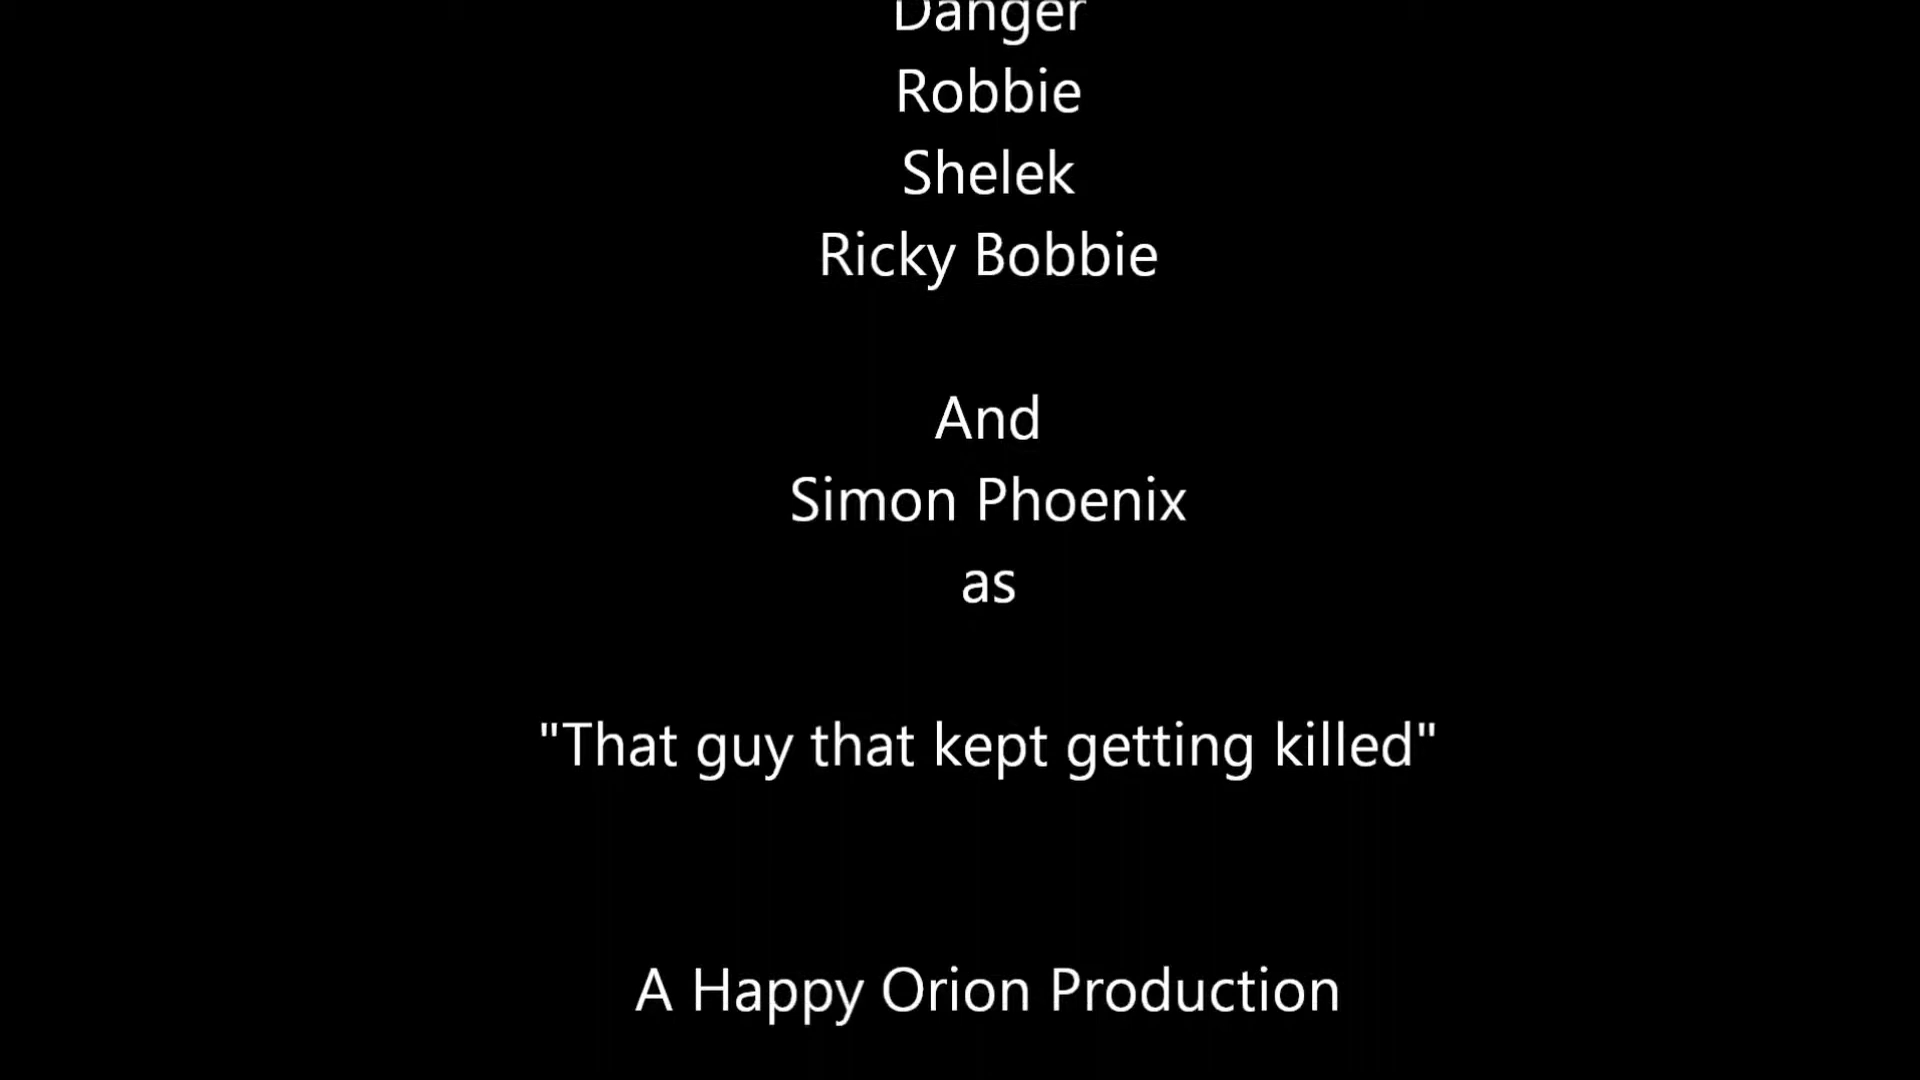 Danger
Robbie
Shelek
Ricky Bobbie
And
Simon Phoenix
as
"That guy that kept getting killed"
A Happy Orion Production